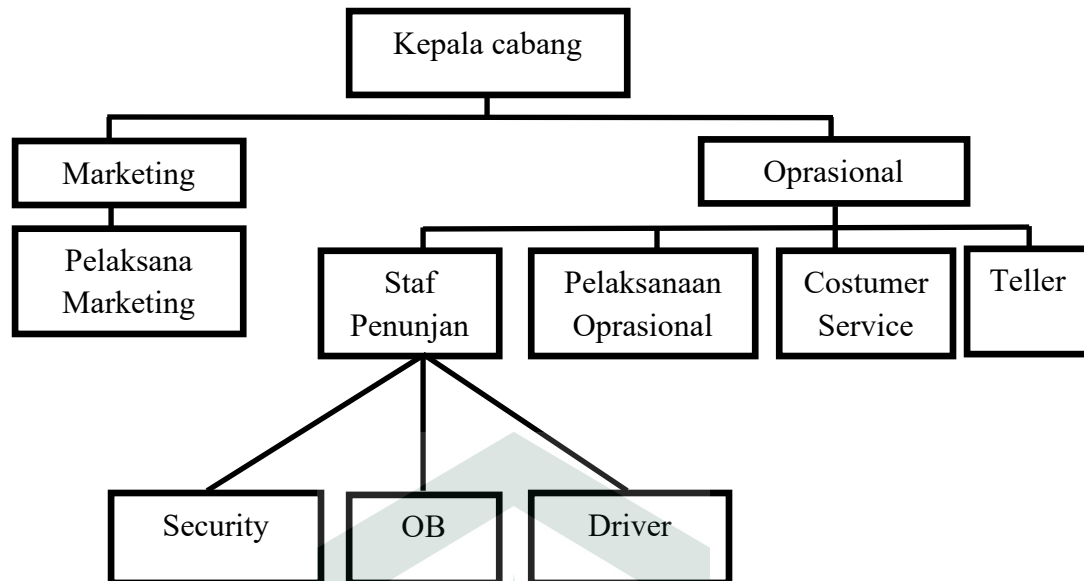 Kepala cabang
Marketing
Oprasional
Pelaksana
Marketing
Staf
Penunjan
Pelaksanaan
Oprasional
Costumer
Service
Teller
Security
OB
Driver